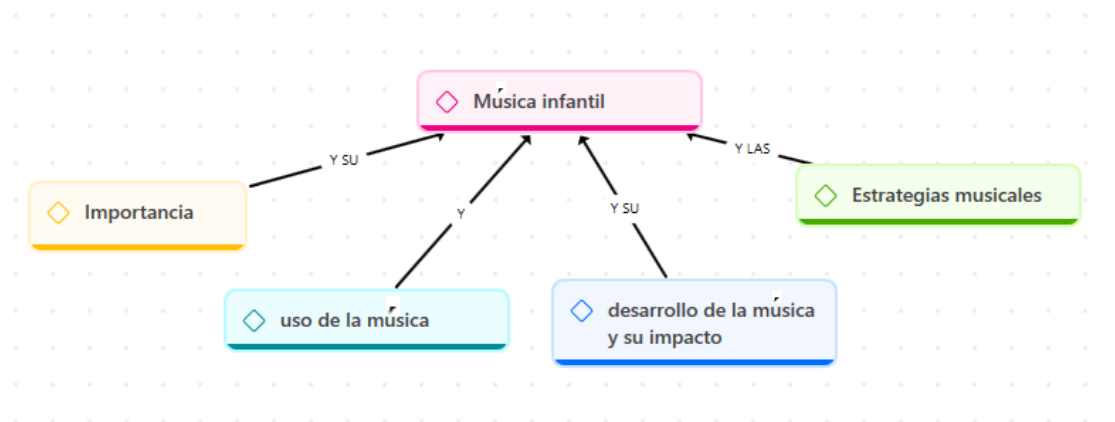 Música infantil
Y SU
Y LAS
Importancia
Y
Y SU
Estrategias musicales
uso de la música
desarrollo de la música
y su impacto